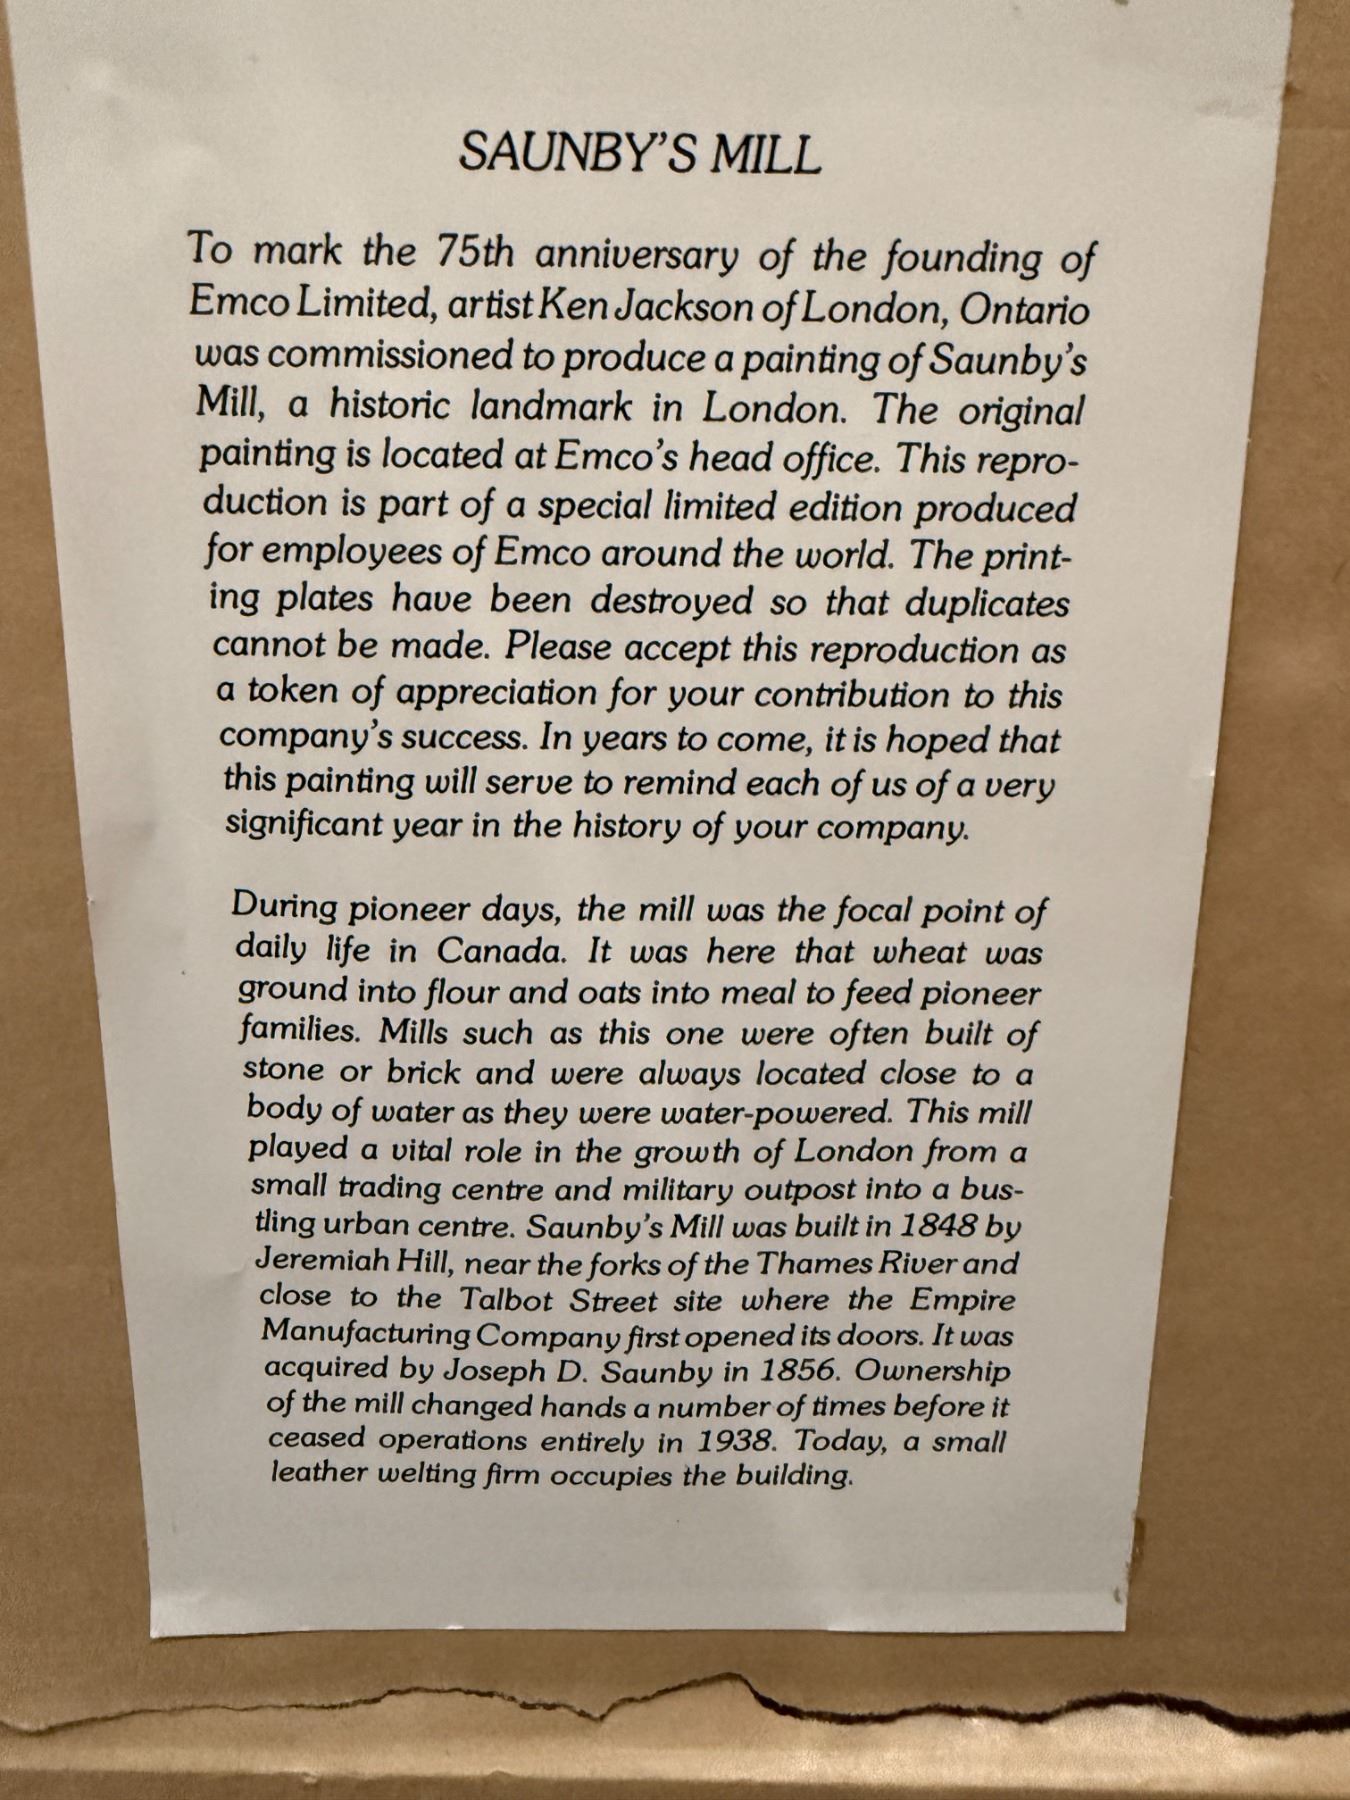 SAUNBY'S MILL
To mark the 75th anniversary of the founding of
Emco Limited, artist Ken Jackson of London, Ontario
was commissioned to produce a painting of Saunby's
Mill, a historic landmark in London. The original
painting is located at Emco's head office. This repro-
duction is part of a special limited edition produced
for employees of Emco around the world. The print-
ing plates have been destroyed so that duplicates
cannot be made. Please accept this reproduction as
a token of appreciation for your contribution to this
company's success. In years to come, it is hoped that
this painting will serve to remind each of us of a very
significant year in the history of your company.
During pioneer days, the mill was the focal point of
daily life in Canada. It was here that wheat was
ground into flour and oats into meal to feed pioneer
families. Mills such as this one were often built of
stone or brick and were always located close to a
body of water as they were water-powered. This mill
played a vital role in the growth of London from a
small trading centre and military outpost into a bus-
tling urban centre. Saunby's Mill was built in 1848 by
Jeremiah Hill, near the forks of the Thames River and
close to the Talbot Street site where the Empire
Manufacturing Company first opened its doors. It was
acquired by Joseph D. Saunby in 1856. Ownership
of the mill changed hands a number of times before it
ceased operations entirely in 1938. Today, a small
leather welting firm occupies the building.